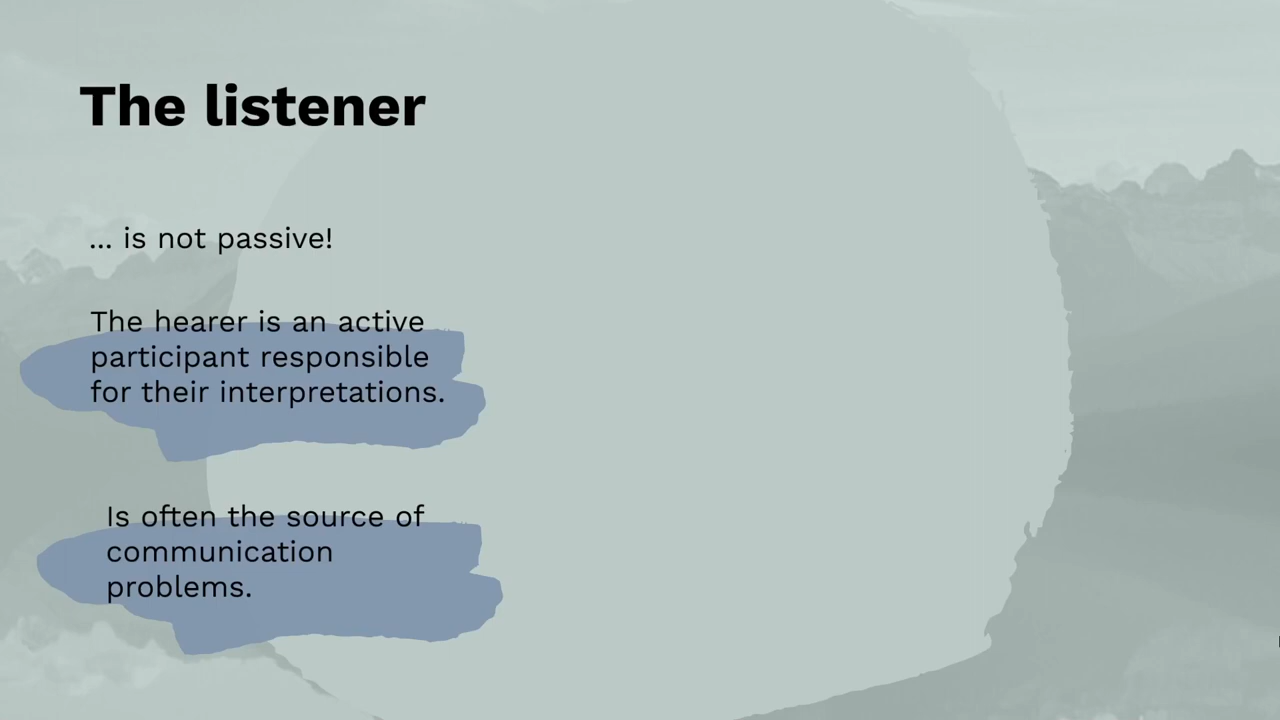 The listener
... is not passive!
The hearer is an active
participant responsible
for their interpretations.
Is often the source of
communication
problems.